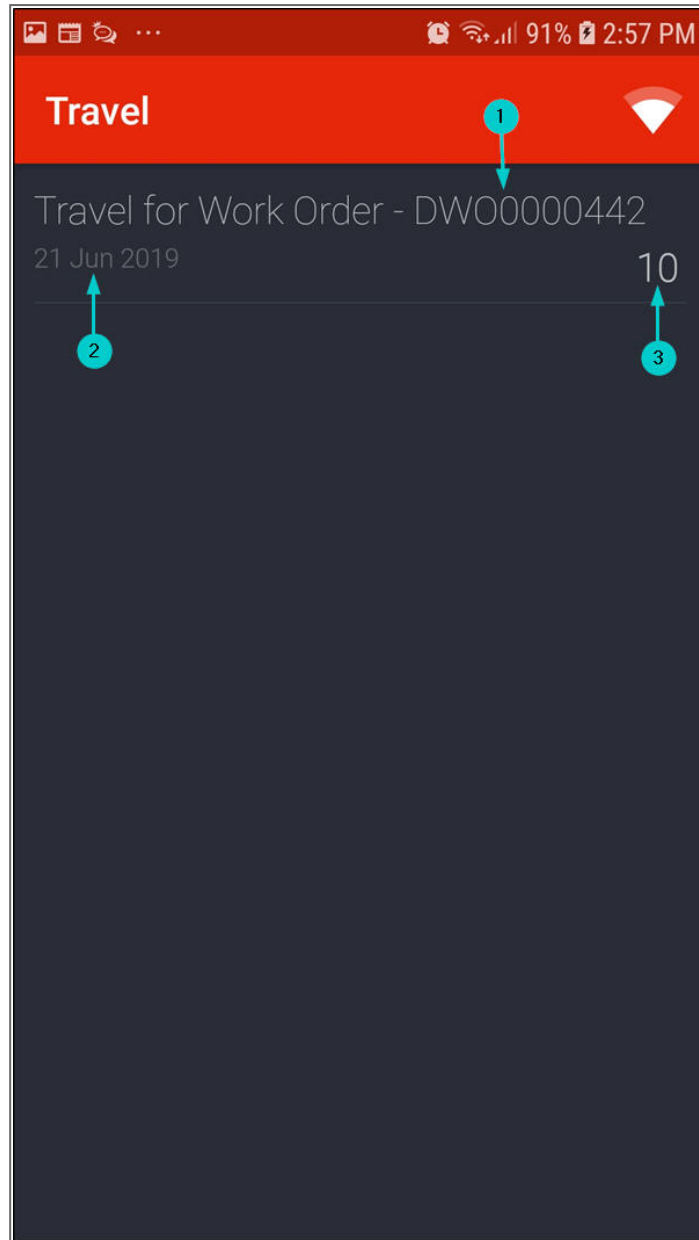 91% 2:57 PM
Travel
1
Travel for Work Order - DWO0000442
21 Jun 2019
10
2
3